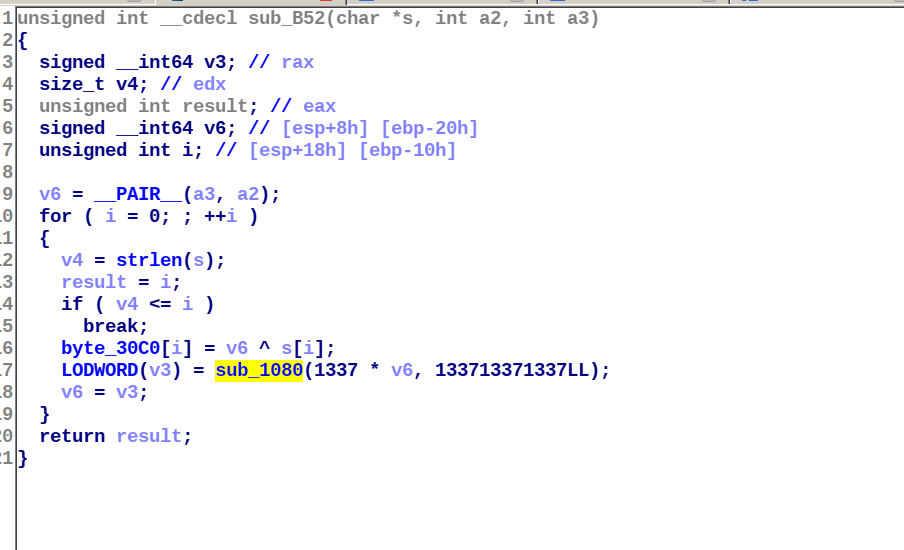 1 unsigned int __cdecl sub_B52(char *s, int a2, int a3)
2 {
3 signed __int64 v3; // rax
4 size_t v4; // edx
5 unsigned int result; // eax
6 signed __int64 v6; // [esp+8h] [ebp-20h]
7 unsigned int i; // [esp+18h] [ebp-10h]
8
9 v6 = __PAIR__(a3, a2);
.0 for ( i = 0; ; ++i )
.1 {
.2 v4 = strlen(s);
.3 result = i;
.4 if ( v4 <= i )
.5 break;
.6 byte_30C0[i] = v6 ^ s[i];
.7 LODWORD(v3) = sub_1080(1337 * v6, 133713371337LL);
.8 v6 = v3;
.9 }
20 return result;
21 }